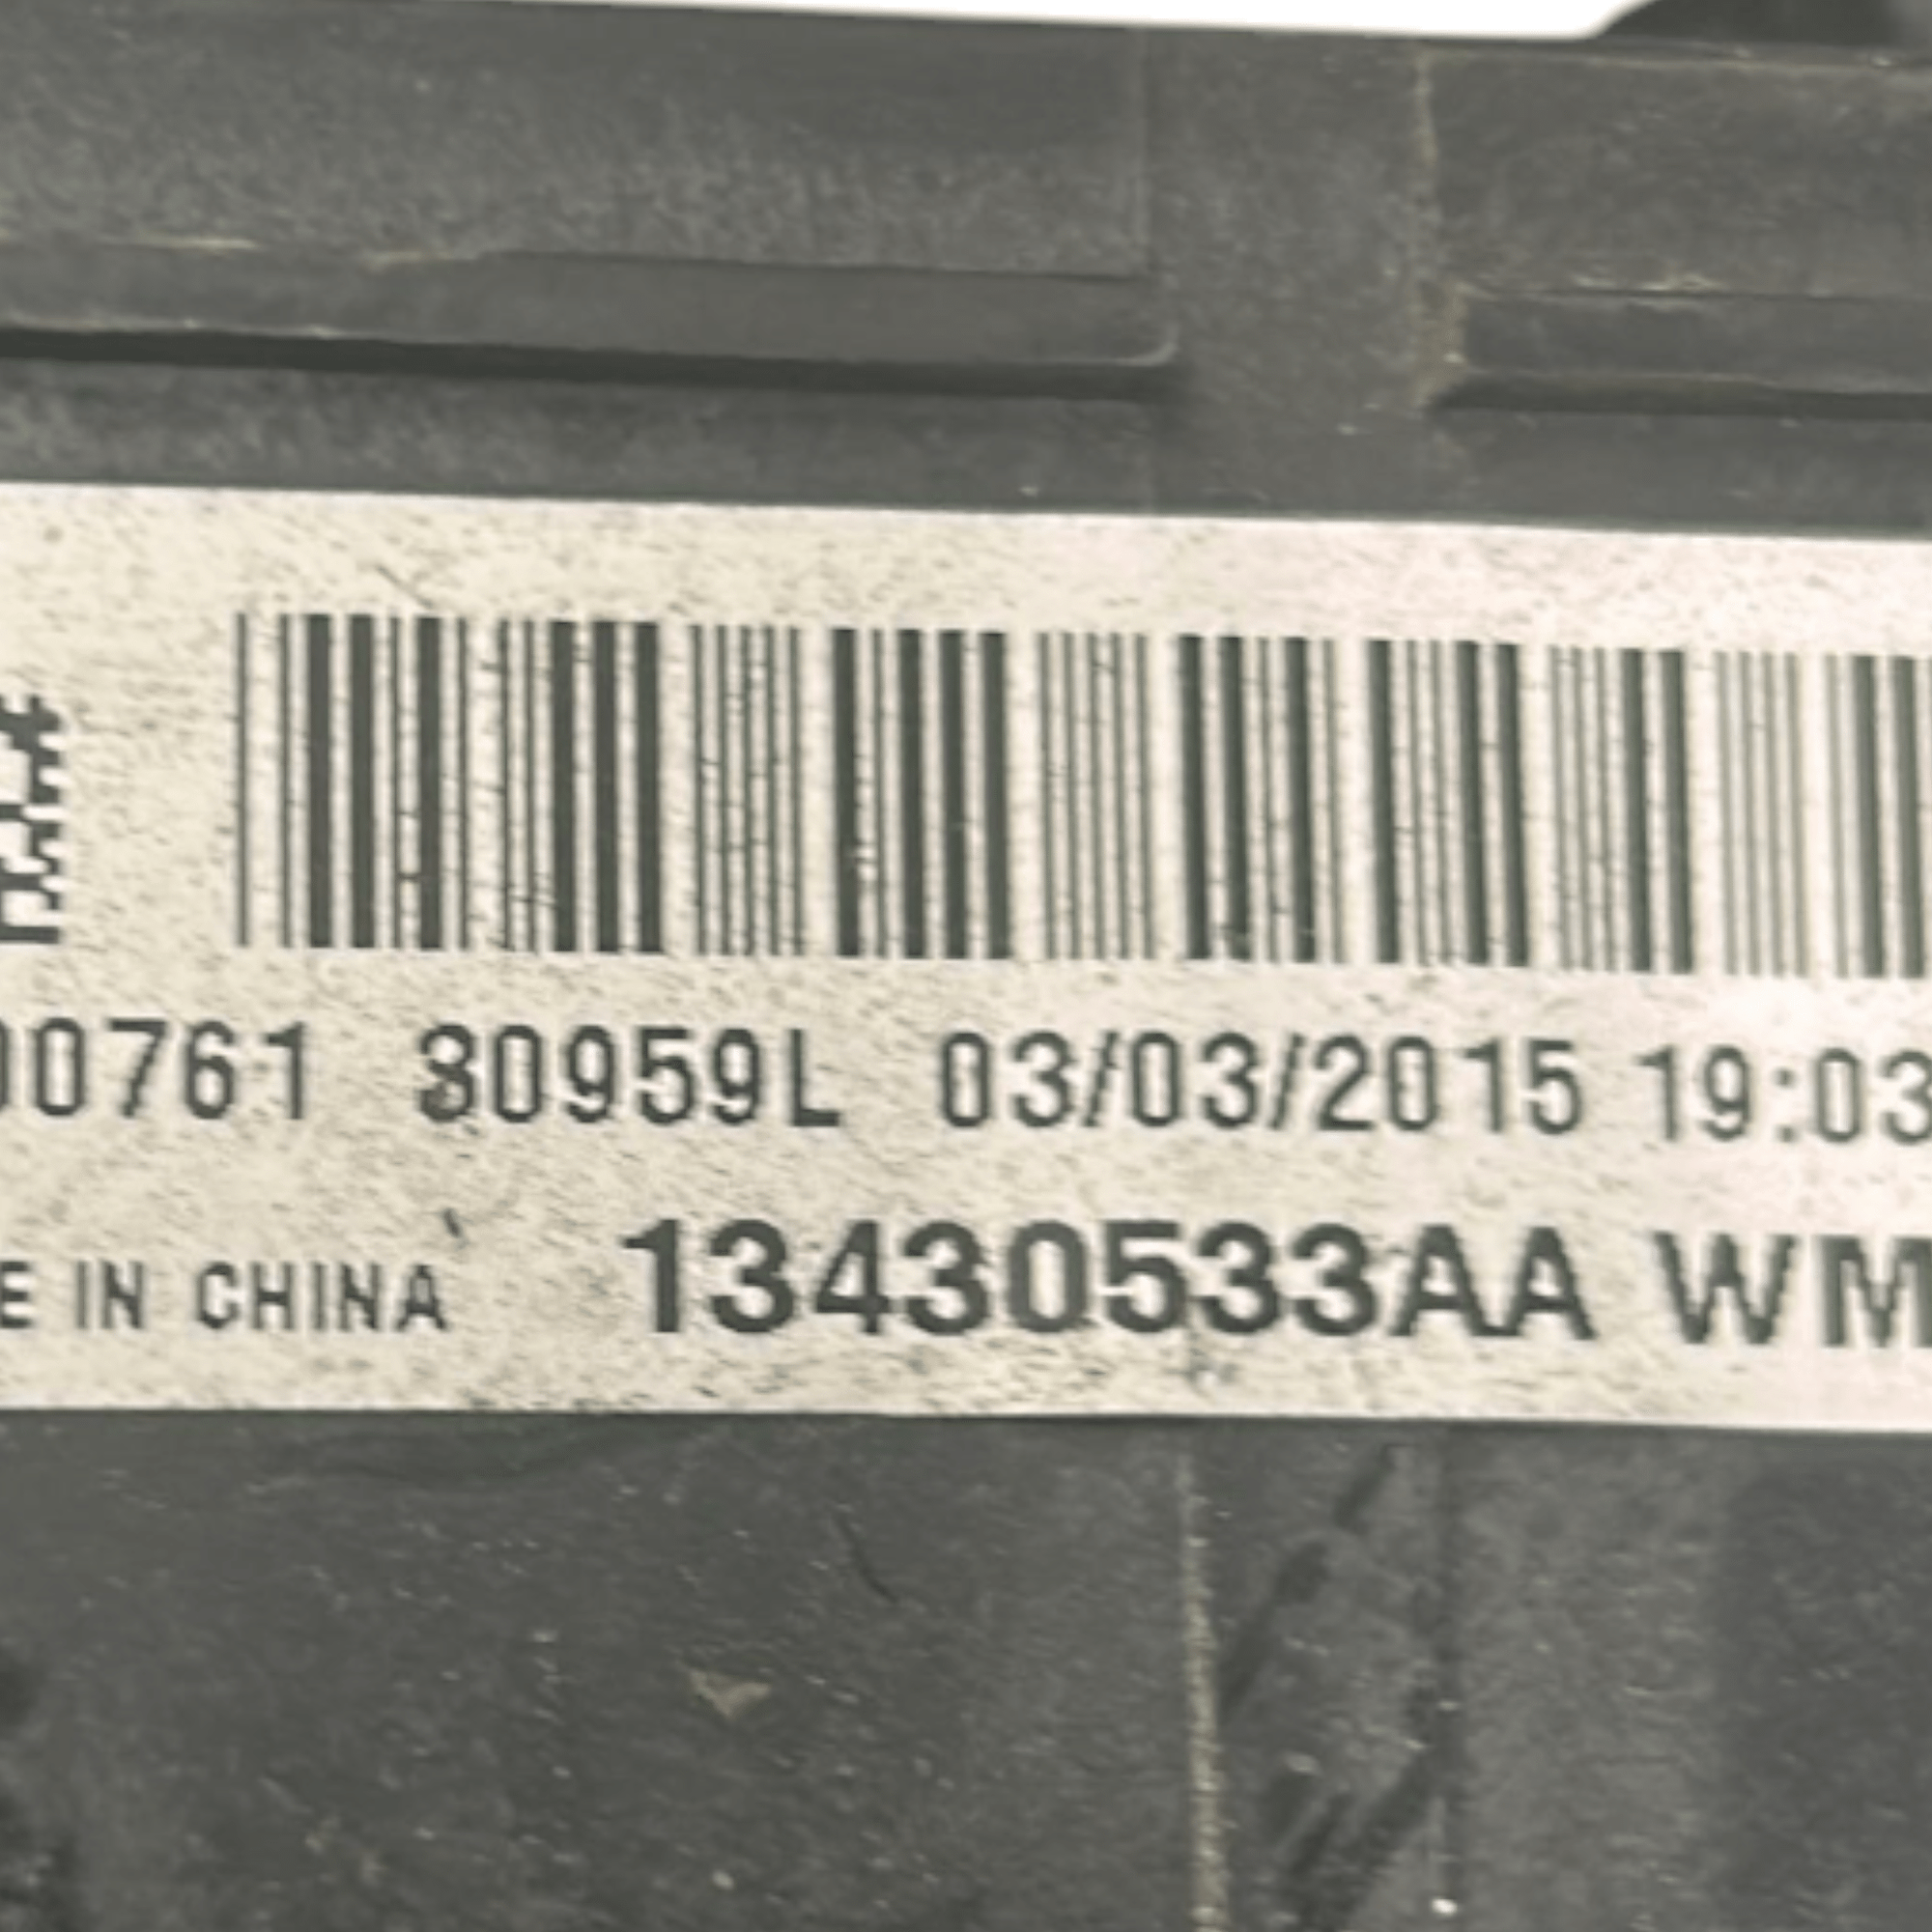 00761 30959L 03/03/2015 19:03
E IN CHINA 13430533AA WM